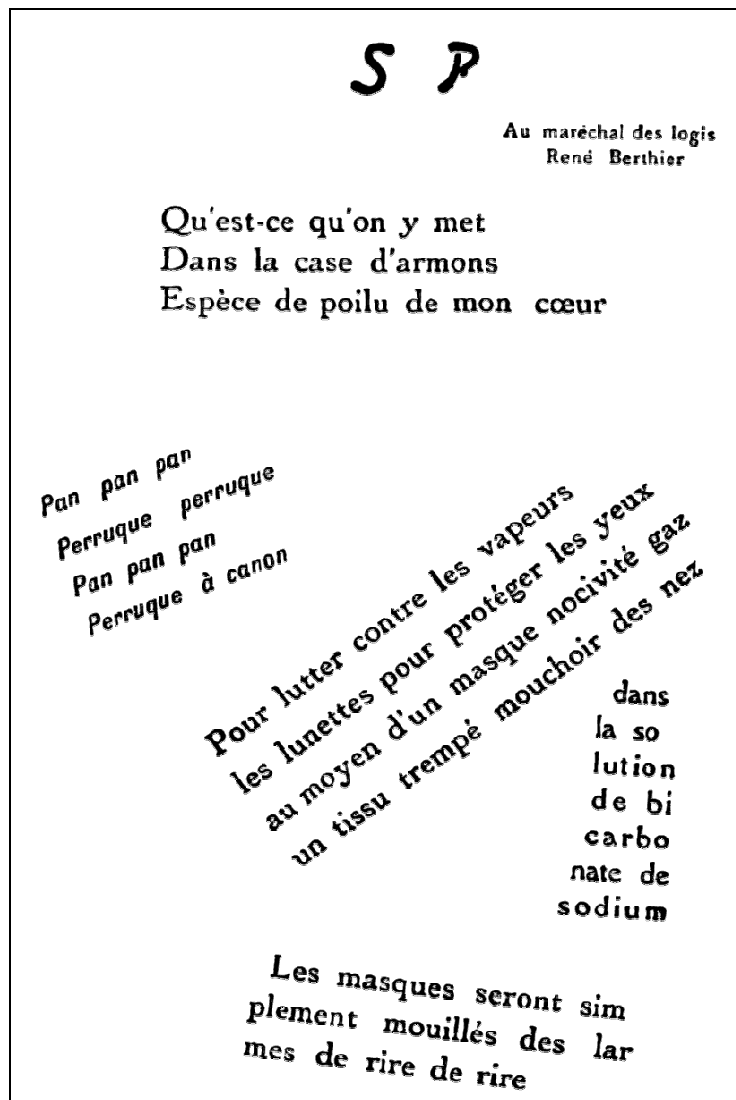 S P
Au maréchal des logis
René Berthier
Qu'est-ce qu'on y met
Dans la case d'armons
Espèce de poilu de mon cœur
Pan pan pan
Perruque perruque
Pan pan pan
Perruque à canon
Pour lutter contre les vapeurs
les lunettes pour protéger les yeux
au moyen d'un masque nocivité gaz
un tissu trempé mouchoir des nez
dans
la so
lution
de bi
carbo
nate de
sodium
Les masques seront sim
plement mouillés des lar
mes de rire de rire